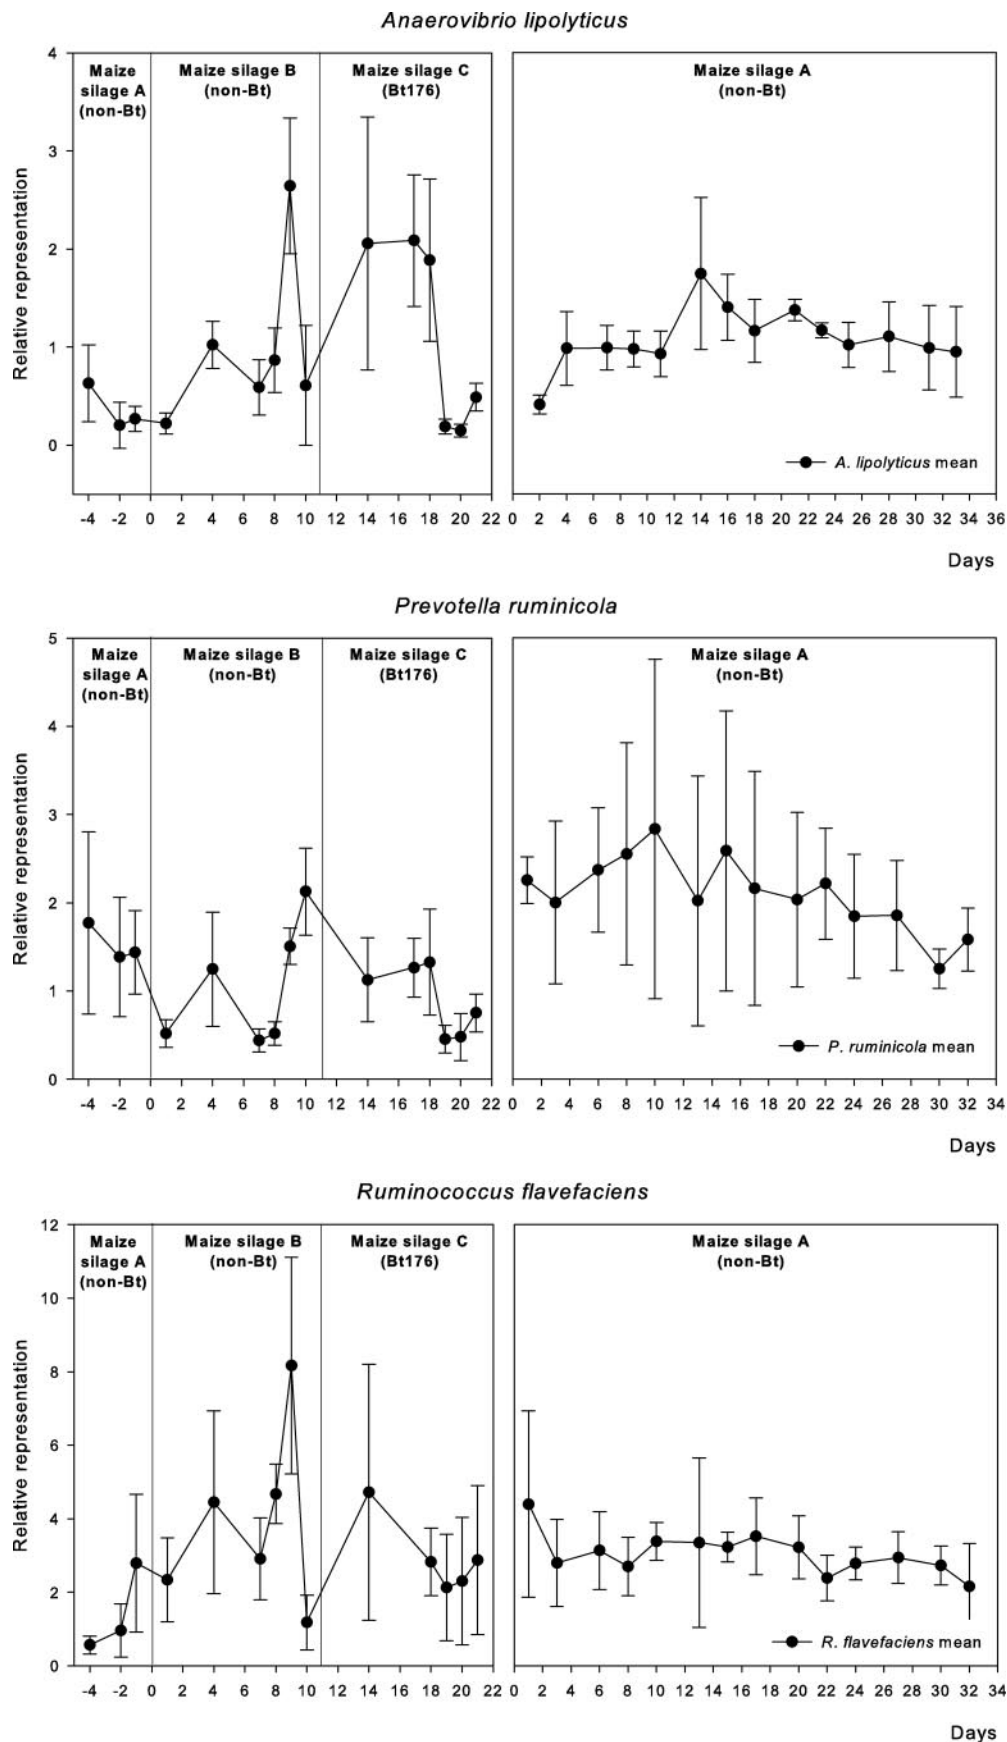 Anaerovibrio lipolyticus
Relative representation
4
3
2
1
0
Maize
silage A
(non-Bt)
Maize silage B
(non-Bt)
Maize silage C
(Bt176)
Maize silage A
(non-Bt)
A. lipolyticus mean
-4 -2 0 2 4 6 8 10 12 14 16 18 20 22
0 2 4 6 8 10 12 14 16 18 20 22 24 26 28 30 32 34 36
Days
Prevotella ruminicola
Relative representation
5
4
3
2
1
0
Maize
silage A
(non-Bt)
Maize silage B
(non-Bt)
Maize silage C
(Bt176)
Maize silage A
(non-Bt)
P. ruminicola mean
-4 -2 0 2 4 6 8 10 12 14 16 18 20 22
0 2 4 6 8 10 12 14 16 18 20 22 24 26 28 30 32 34
Days
Ruminococcus flavefaciens
Relative representation
12
10
8
6
4
2
0
Maize
silage A
(non-Bt)
Maize silage B
(non-Bt)
Maize silage C
(Bt176)
Maize silage A
(non-Bt)
R. flavefaciens mean
-4 -2 0 2 4 6 8 10 12 14 16 18 20 22
0 2 4 6 8 10 12 14 16 18 20 22 24 26 28 30 32 34
Days